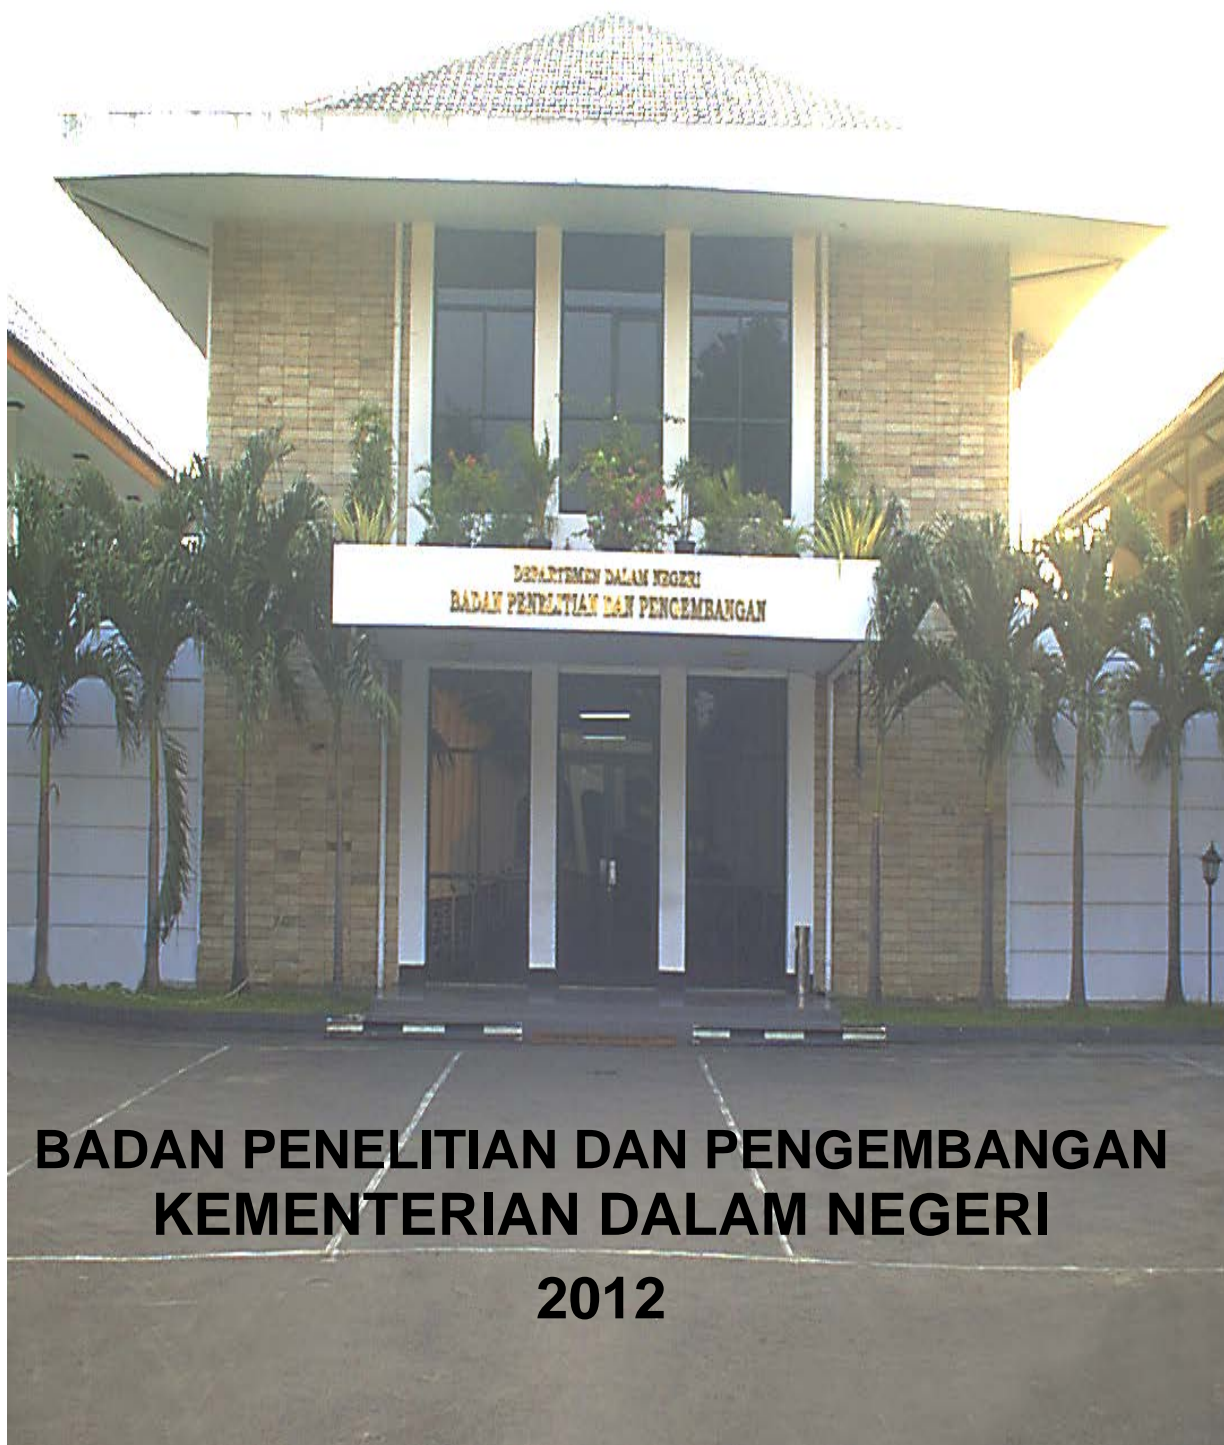 DEPARTEMEN DALAM NEGERI
BADAN PENELITIAN DAN PENGEMBANGAN
BADAN PENELITIAN DAN PENGEMBANGAN
KEMENTERIAN DALAM NEGERI
2012